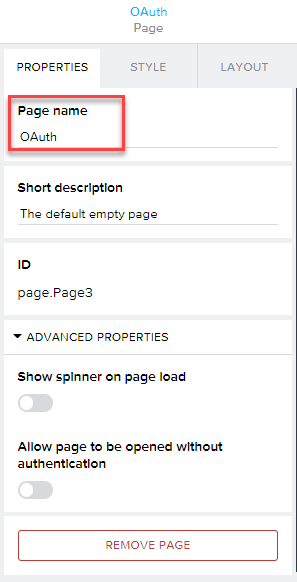 OAuth
Page
PROPERTIES STYLE LAYOUT
Page name
OAuth
Short description
The default empty page
ID
page.Page3
ADVANCED PROPERTIES
Show spinner on page load
Allow page to be opened without
authentication
REMOVE PAGE